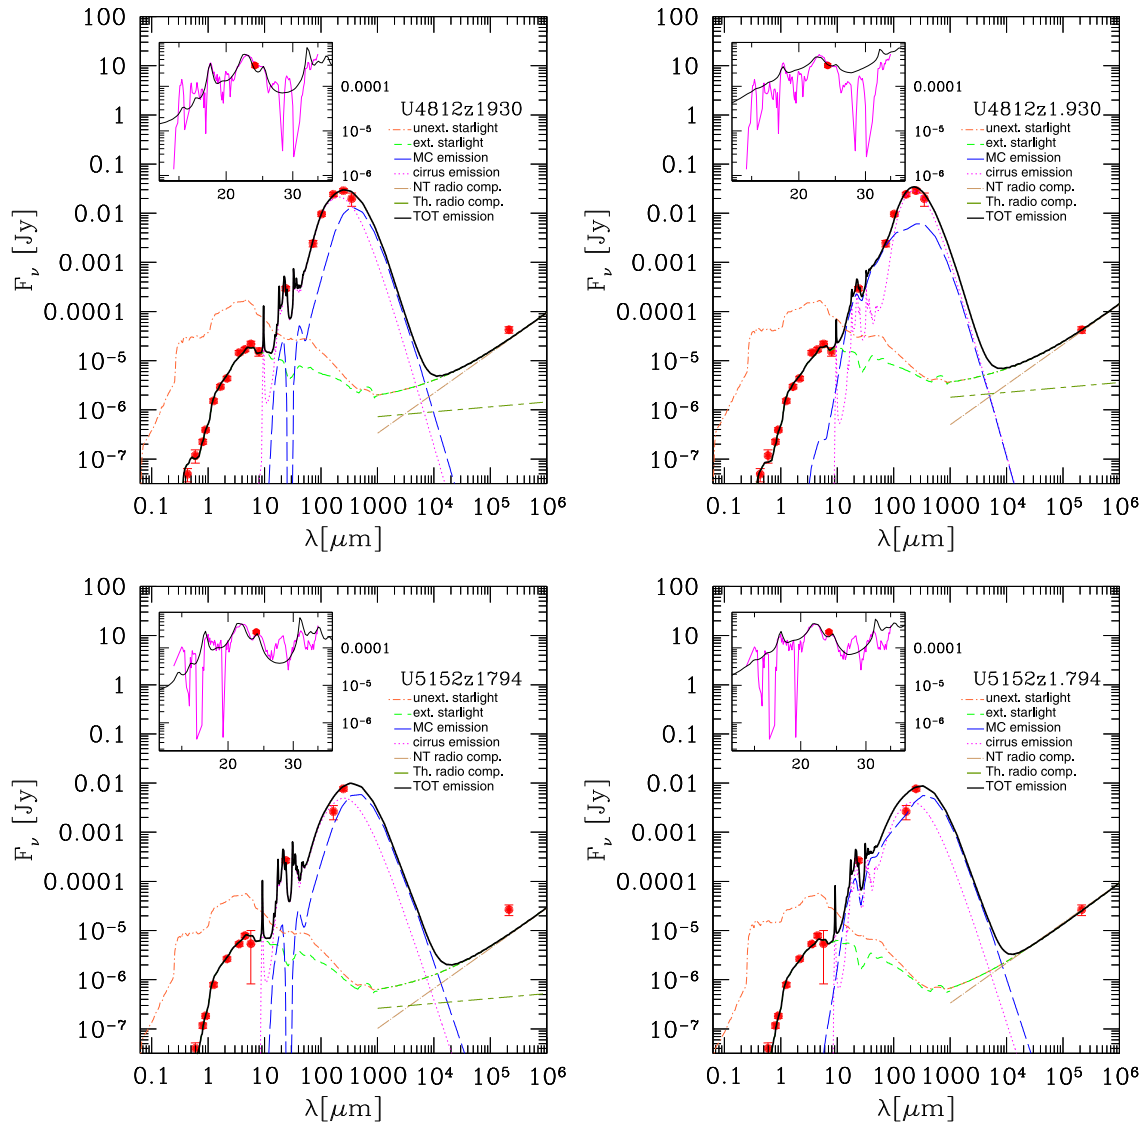 100
10
1
0.1
0.01
0.001
0.0001
10⁻⁵
10⁻⁶
10⁻⁷
F_ν [Jy]
0.0001
10⁻⁵
10⁻⁶
20 30
U4812z1930
unext. starlight
ext. starlight
MC emission
cirrus emission
NT radio comp.
Th. radio comp.
TOT emission
0.1 1 10 100 1000 10⁴ 10⁵ 10⁶
λ[μm]
100
10
1
0.1
0.01
0.001
0.0001
10⁻⁵
10⁻⁶
10⁻⁷
F_ν [Jy]
0.0001
10⁻⁵
10⁻⁶
20 30
U4812z1.930
unext. starlight
ext. starlight
MC emission
cirrus emission
NT radio comp.
Th. radio comp.
TOT emission
0.1 1 10 100 1000 10⁴ 10⁵ 10⁶
λ[μm]
100
10
1
0.1
0.01
0.001
0.0001
10⁻⁵
10⁻⁶
10⁻⁷
F_ν [Jy]
0.0001
10⁻⁵
10⁻⁶
20 30
U5152z1794
unext. starlight
ext. starlight
MC emission
cirrus emission
NT radio comp.
Th. radio comp.
TOT emission
0.1 1 10 100 1000 10⁴ 10⁵ 10⁶
λ[μm]
100
10
1
0.1
0.01
0.001
0.0001
10⁻⁵
10⁻⁶
10⁻⁷
F_ν [Jy]
0.0001
10⁻⁵
10⁻⁶
20 30
U5152z1.794
unext. starlight
ext. starlight
MC emission
cirrus emission
NT radio comp.
Th. radio comp.
TOT emission
0.1 1 10 100 1000 10⁴ 10⁵ 10⁶
λ[μm]